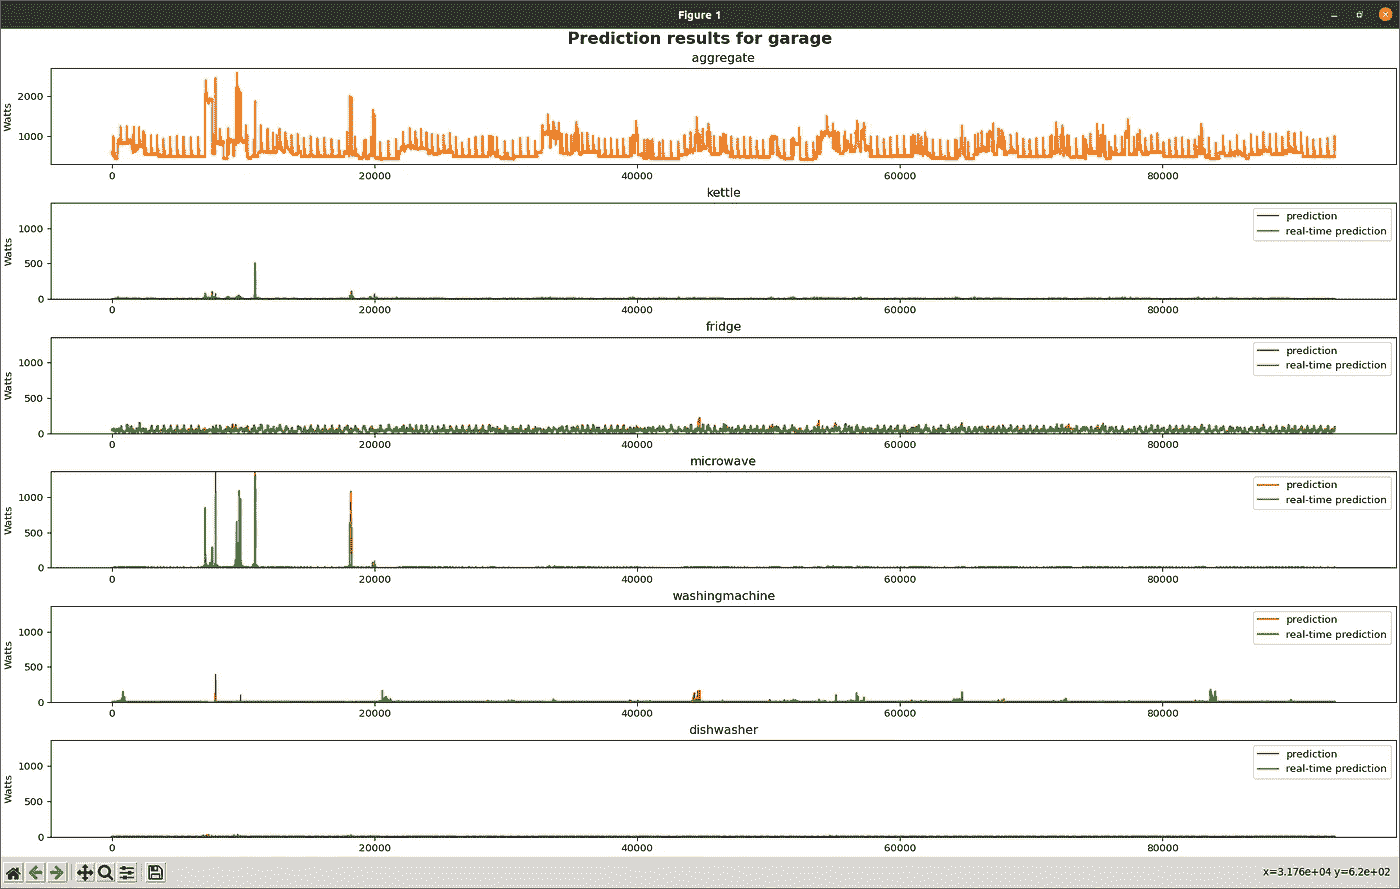 Figure 1
Prediction results for garage
aggregate
Watts
2000
1000
0 20000 40000 60000 80000
kettle
Watts
1000
500
0
prediction
real-time prediction
0 20000 40000 60000 80000
fridge
Watts
1000
500
0
prediction
real-time prediction
0 20000 40000 60000 80000
microwave
Watts
1000
500
0
prediction
real-time prediction
0 20000 40000 60000 80000
washingmachine
Watts
1000
500
0
prediction
real-time prediction
0 20000 40000 60000 80000
dishwasher
Watts
1000
500
0
prediction
real-time prediction
0 20000 40000 60000 80000
x=3.176e+04 y=6.2e+02